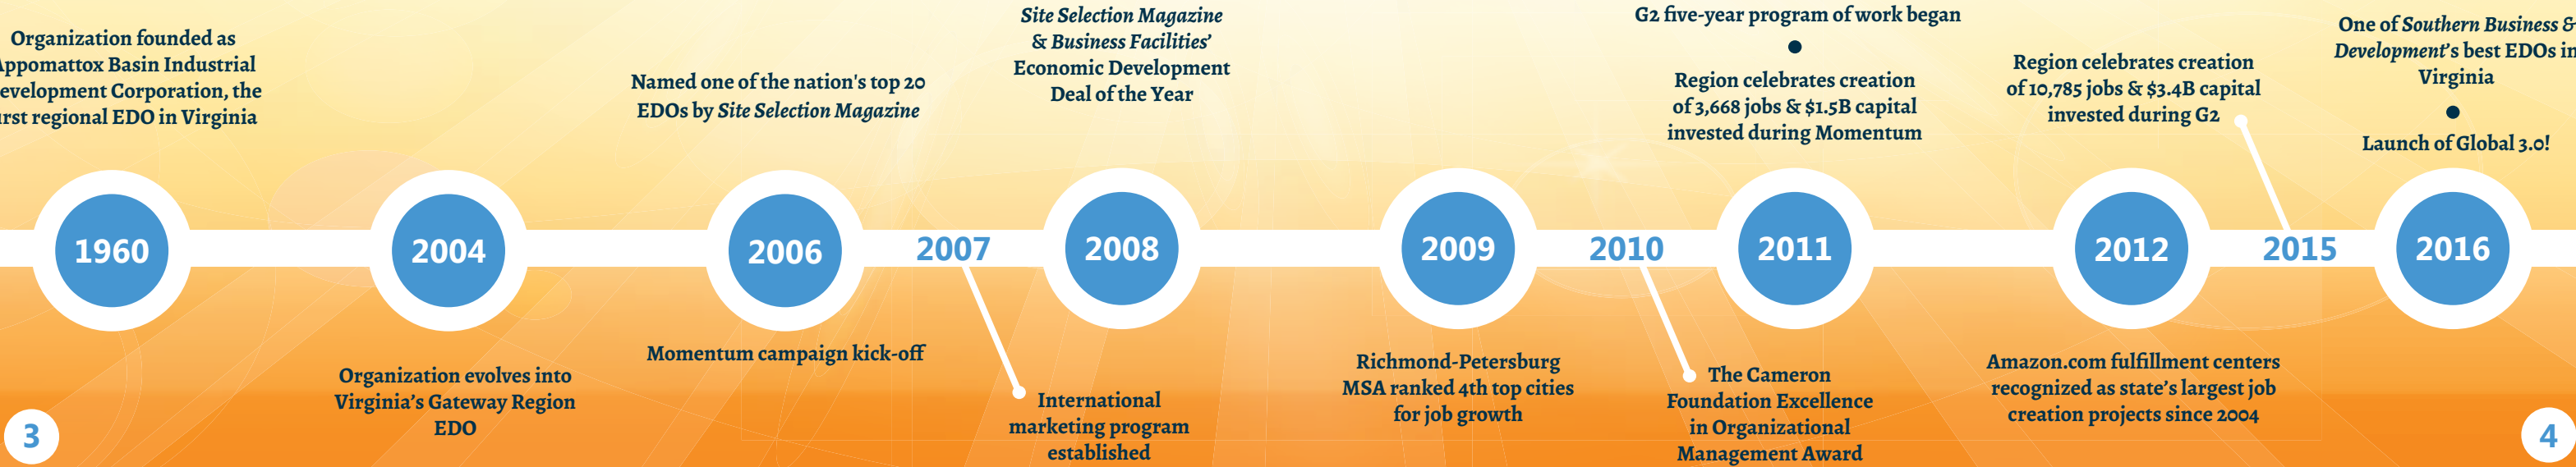 Organization founded as
Appomattox Basin Industrial
Development Corporation, the
first regional EDO in Virginia
1960
2004
Organization evolves into
Virginia's Gateway Region
EDO
Named one of the nation's top 20
EDOs by Site Selection Magazine
2006
Momentum campaign kick-off
2007
International
marketing program
established
Site Selection Magazine
& Business Facilities'
Economic Development
Deal of the Year
2008
2009
Richmond-Petersburg
MSA ranked 4th top cities
for job growth
2010
The Cameron
Foundation Excellence
in Organizational
Management Award
G2 five-year program of work began
Region celebrates creation
of 3,668 jobs & $1.5B capital
invested during Momentum
2011
2012
Amazon.com fulfillment centers
recognized as state's largest job
creation projects since 2004
Region celebrates creation
of 10,785 jobs & $3.4B capital
invested during G2
2015
One of Southern Business &
Development's best EDOs in
Virginia
Launch of Global 3.0!
2016
3
4